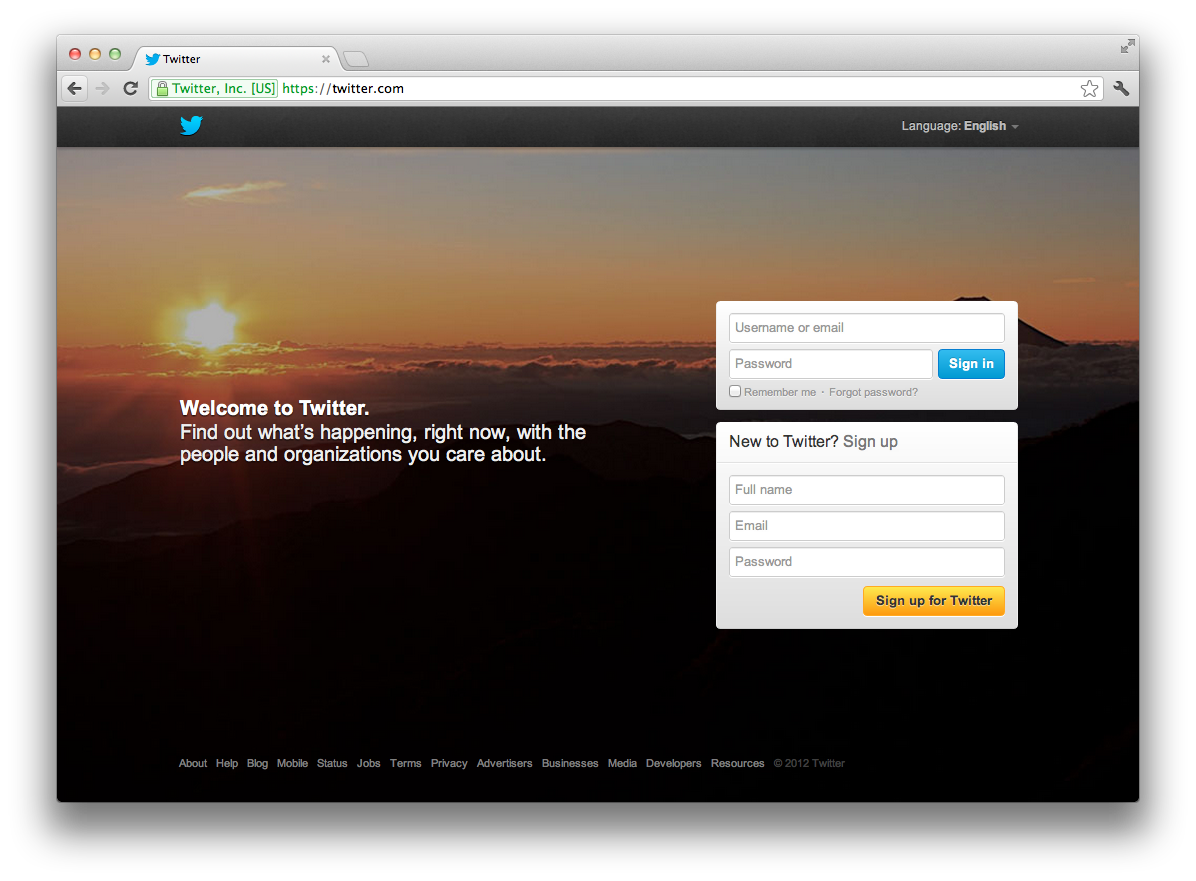 Twitter
Twitter, Inc. [US] https://twitter.com
Language: English
Username or email
Password
Sign in
Remember me · Forgot password?
Welcome to Twitter.
Find out what's happening, right now, with the
people and organizations you care about.
New to Twitter? Sign up
Full name
Email
Password
Sign up for Twitter
About Help Blog Mobile Status Jobs Terms Privacy Advertisers Businesses Media Developers Resources © 2012 Twitter